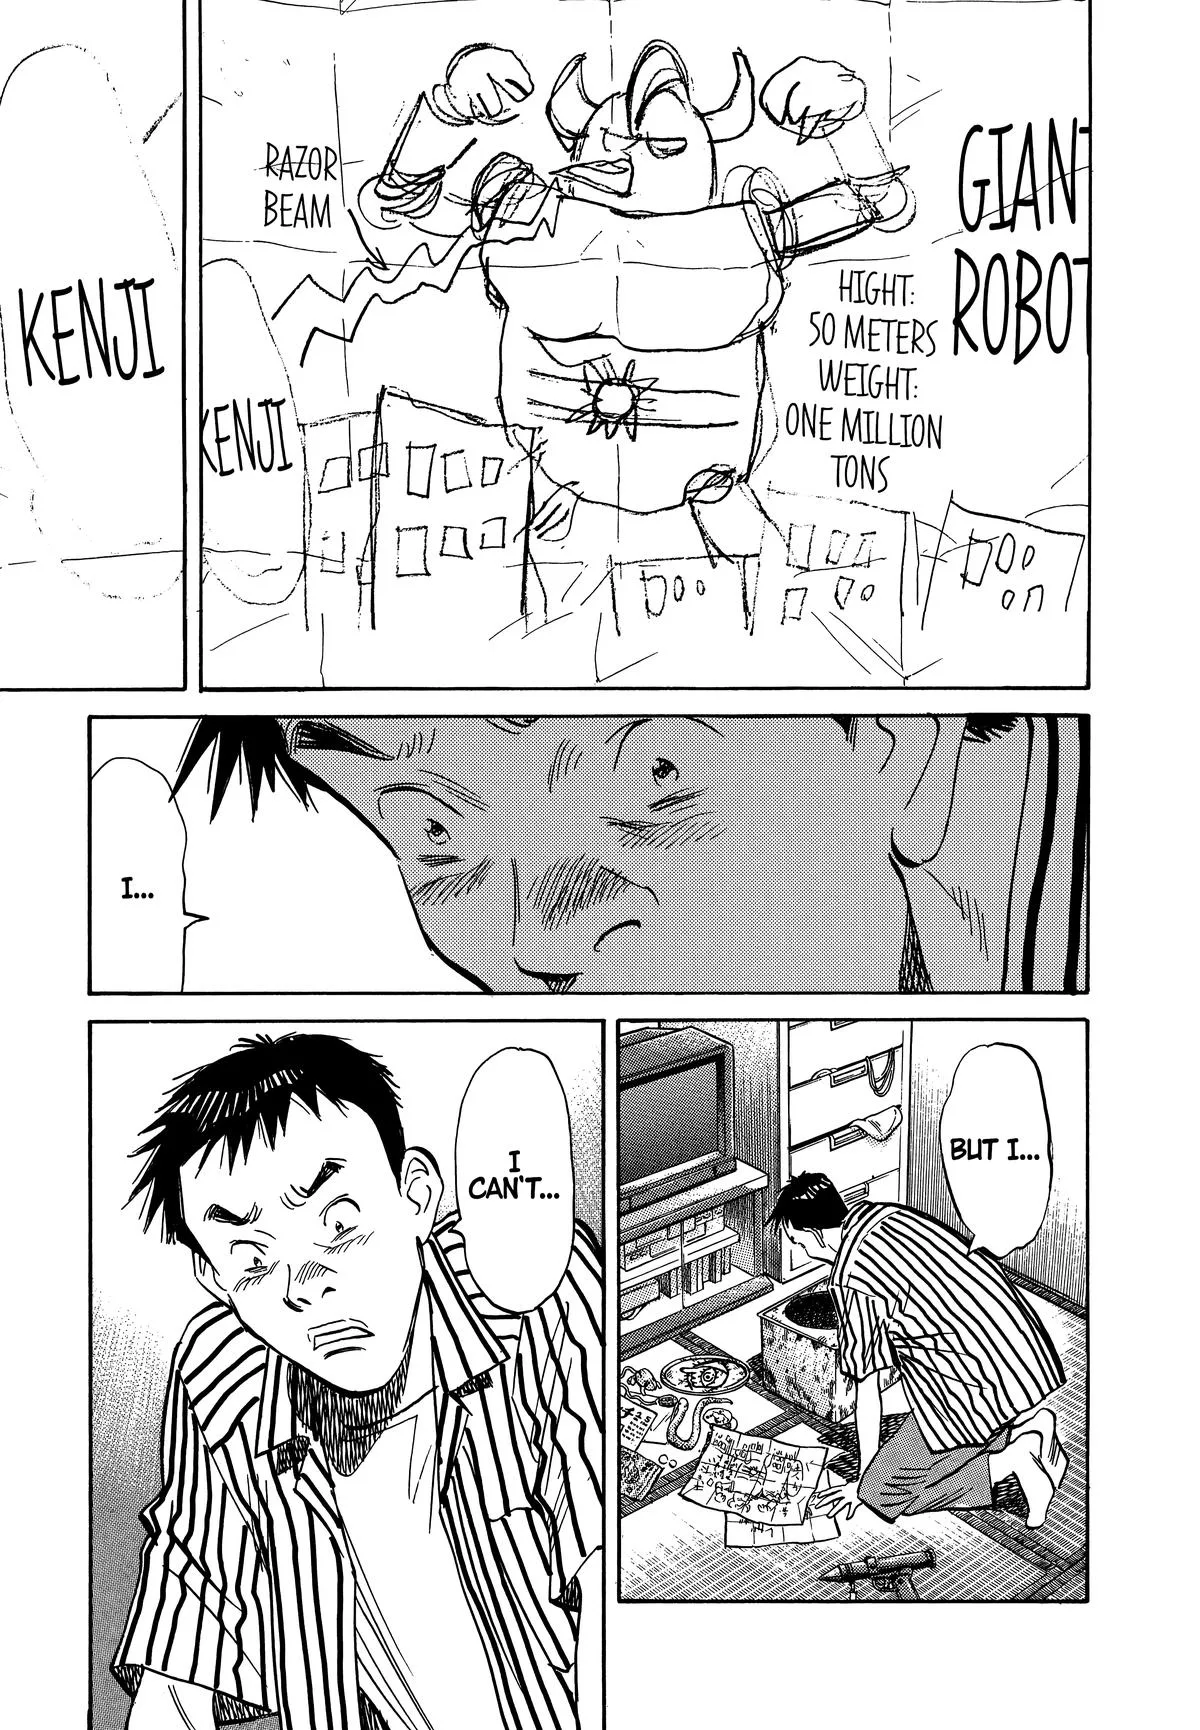 GIANT
ROBOT
HIGHT:
50 METERS
WEIGHT:
ONE MILLION
TONS
RAZOR
BEAM
KENJI
KENJI
I...
BUT I...
I
CAN'T...